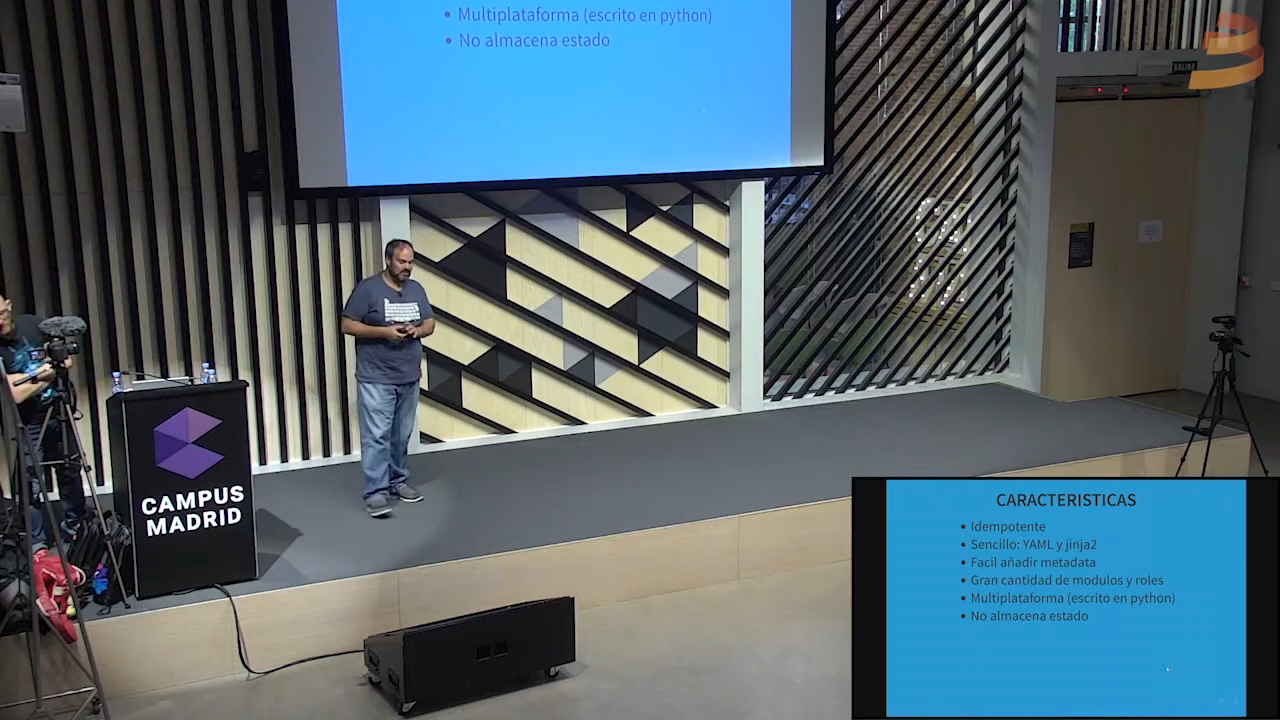 • Multiplataforma (escrito en python)
• No almacena estado
SALIDA
CAMPUS
MADRID
CARACTERISTICAS
• Idempotente
• Sencillo: YAML y jinja2
• Facil añadir metadata
• Gran cantidad de modulos y roles
• Multiplataforma (escrito en python)
• No almacena estado